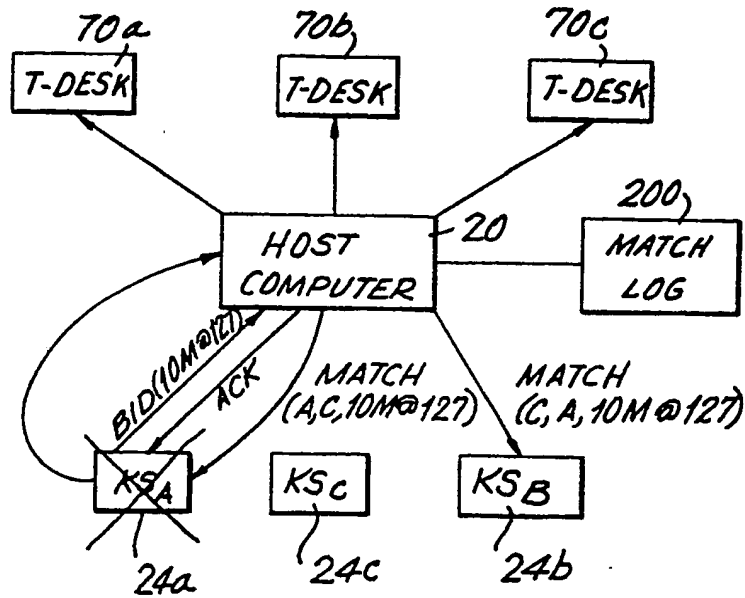 70a
70b
70c
T-DESK
T-DESK
T-DESK
200
20
HOST
COMPUTER
MATCH
LOG
BID(10M@127)
ACK
MATCH
(A,C,10M@127)
MATCH
(C,A,10M@127)
KSA
KSC
KSB
24a
24c
24b